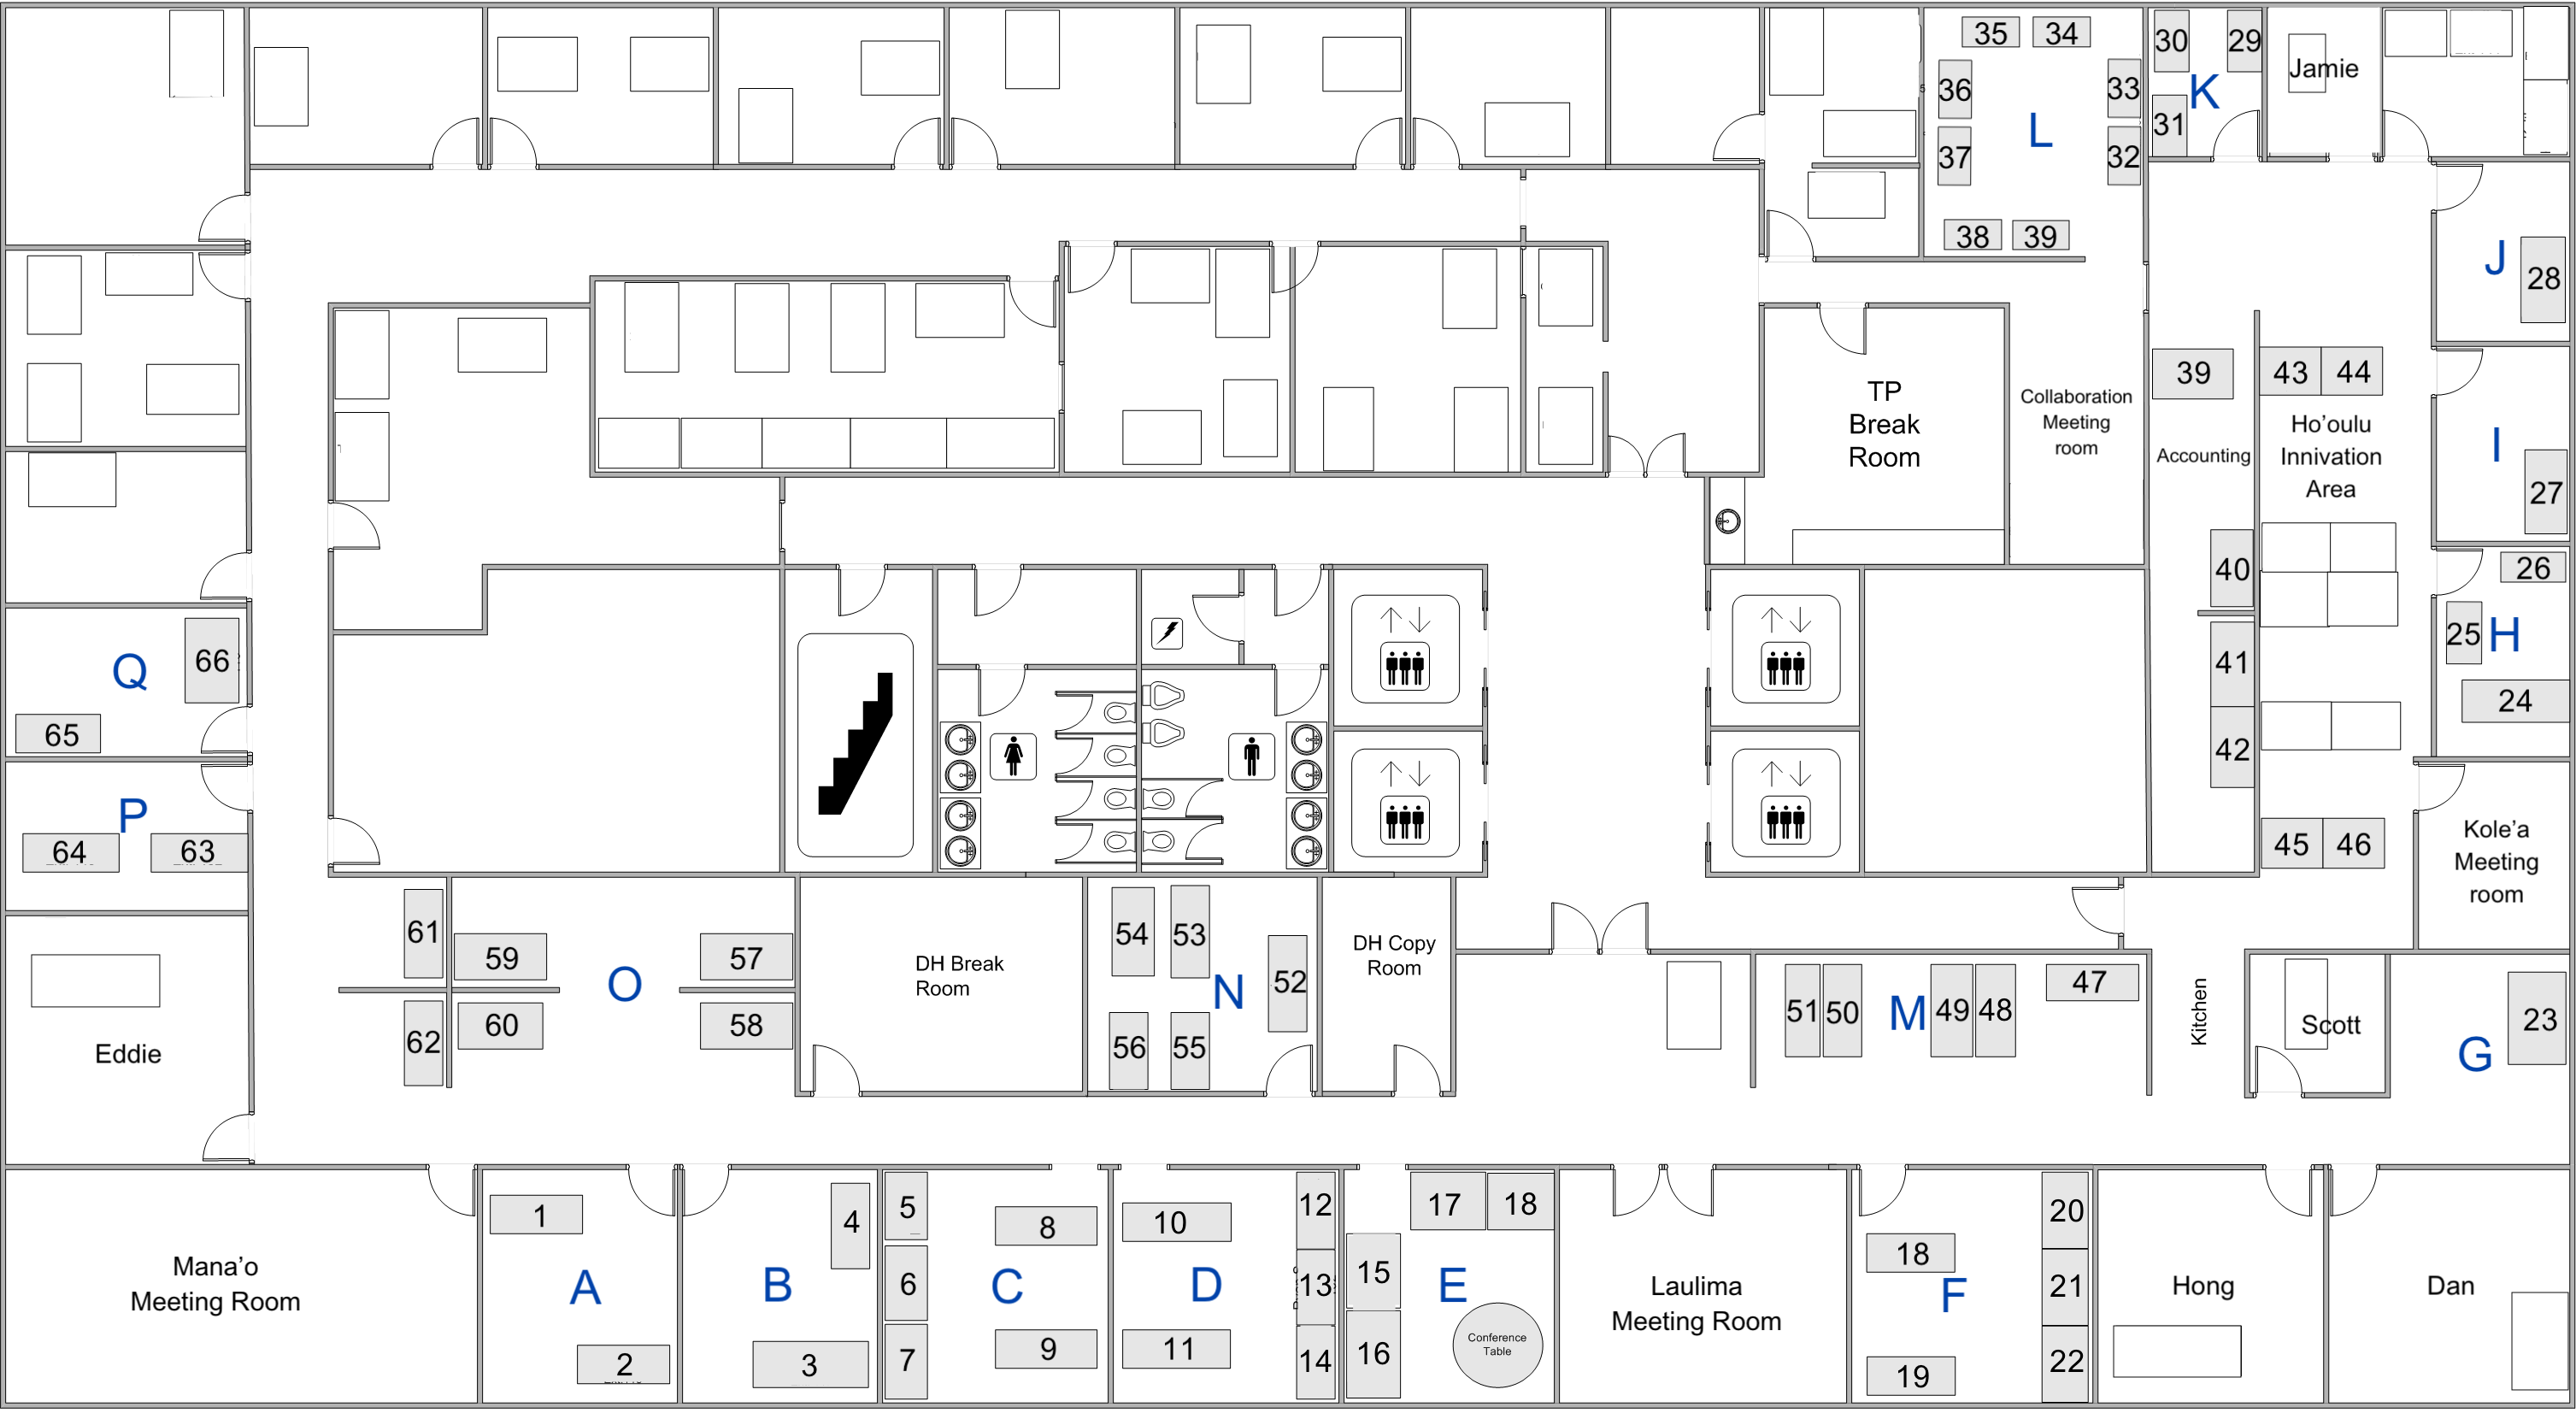 35 34
30 29
Jamie
36 33
K
31
L
37 32
38 39
J
28
39
43 44
TP
Break
Room
Collaboration
Meeting
room
Accounting
Ho’oulu
Innivation
Area
I
27
40
26
25
H
24
41
42
Q
66
65
P
64 63
45 46
Kole’a
Meeting
room
61
59 57
O
62
60 58
DH Break
Room
54 53
N
52
56 55
DH Copy
Room
51 50
M
49 48
47
Kitchen
Scott
G
23
Eddie
Mana’o
Meeting Room
1
A
2
4
B
3
5
6
7
8
C
9
10
D
11
12
13
14
17 18
15
E
16
Conference
Table
Laulima
Meeting Room
18
F
19
20
21
22
Hong
Dan